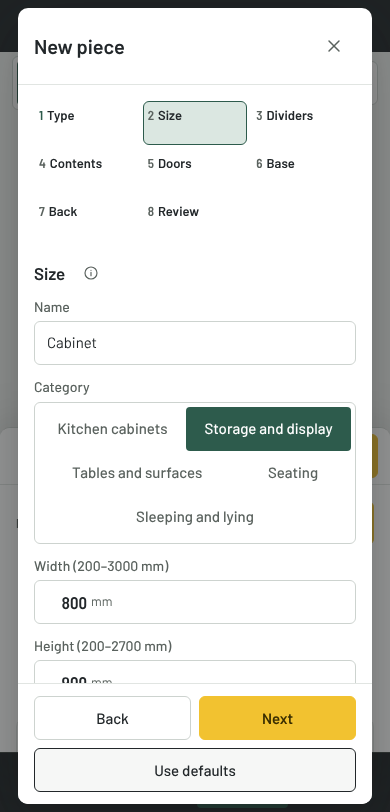 New piece
1 Type
2 Size
3 Dividers
4 Contents
5 Doors
6 Base
7 Back
8 Review
Size
Name
Cabinet
Category
Kitchen cabinets
Storage and display
Tables and surfaces
Seating
Sleeping and lying
Width (200–3000 mm)
800 mm
Height (200–2700 mm)
900 mm
Back
Next
Use defaults